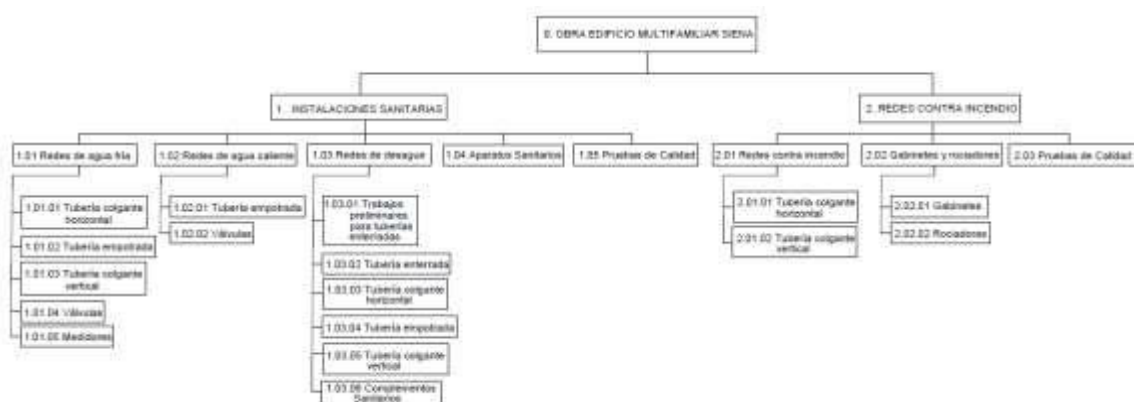 0. OBRA EDIFICIO MULTIFAMILIAR SIENA
1. INSTALACIONES SANITARIAS
2. REDES CONTRA INCENDIO
1.01 Redes de agua fría
1.02 Redes de agua caliente
1.03 Redes de desague
1.04 Aparatos Sanitarios
1.05 Pruebas de Calidad
2.01 Redes contra incendio
2.02 Gabinetes y rociadores
2.03 Pruebas de Calidad
1.01.01 Tubería colgante
horizontal
1.01.02 Tubería empotrada
1.01.03 Tubería colgante
vertical
1.01.04 Válvulas
1.01.05 Medidores
1.02.01 Tubería empotrada
1.02.02 Válvulas
1.03.01 Trabajos
preliminares
para tuberías
enterradas
1.03.02 Tubería enterrada
1.03.03 Tubería colgante
horizontal
1.03.04 Tubería empotrada
1.03.05 Tubería colgante
vertical
1.03.06 Complementos
Sanitarios
2.01.01 Tubería colgante
horizontal
2.01.02 Tubería colgante
vertical
2.02.01 Gabinetes
2.02.02 Rociadores